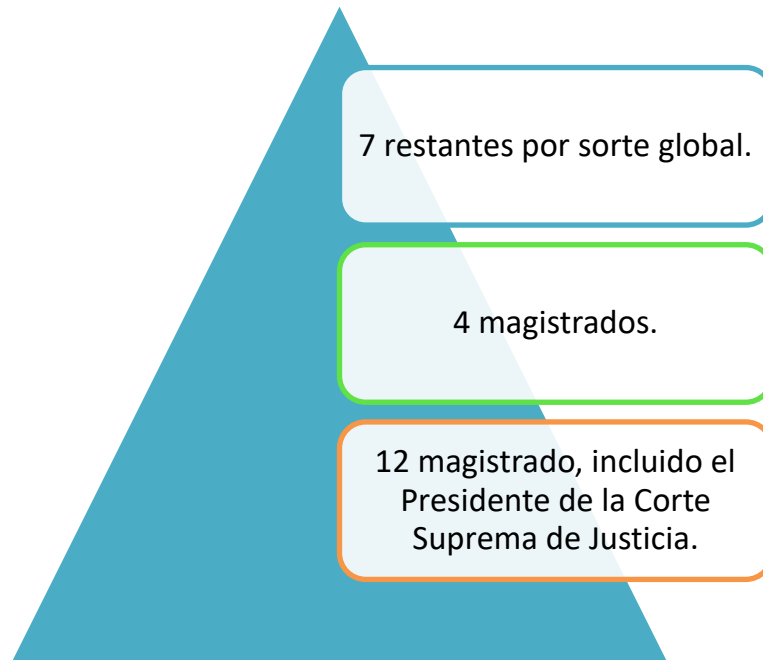 7 restantes por sorte global.
4 magistrados.
12 magistrado, incluido el
Presidente de la Corte
Suprema de Justicia.